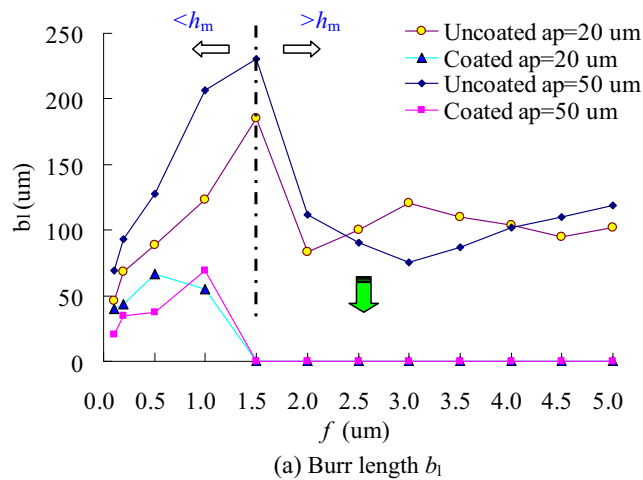 <hm
>hm
Uncoated ap=20 um
Coated ap=20 um
Uncoated ap=50 um
Coated ap=50 um
250
200
150
100
50
0
b1(um)
0.0 0.5 1.0 1.5 2.0 2.5 3.0 3.5 4.0 4.5 5.0
f (um)
(a) Burr length b1